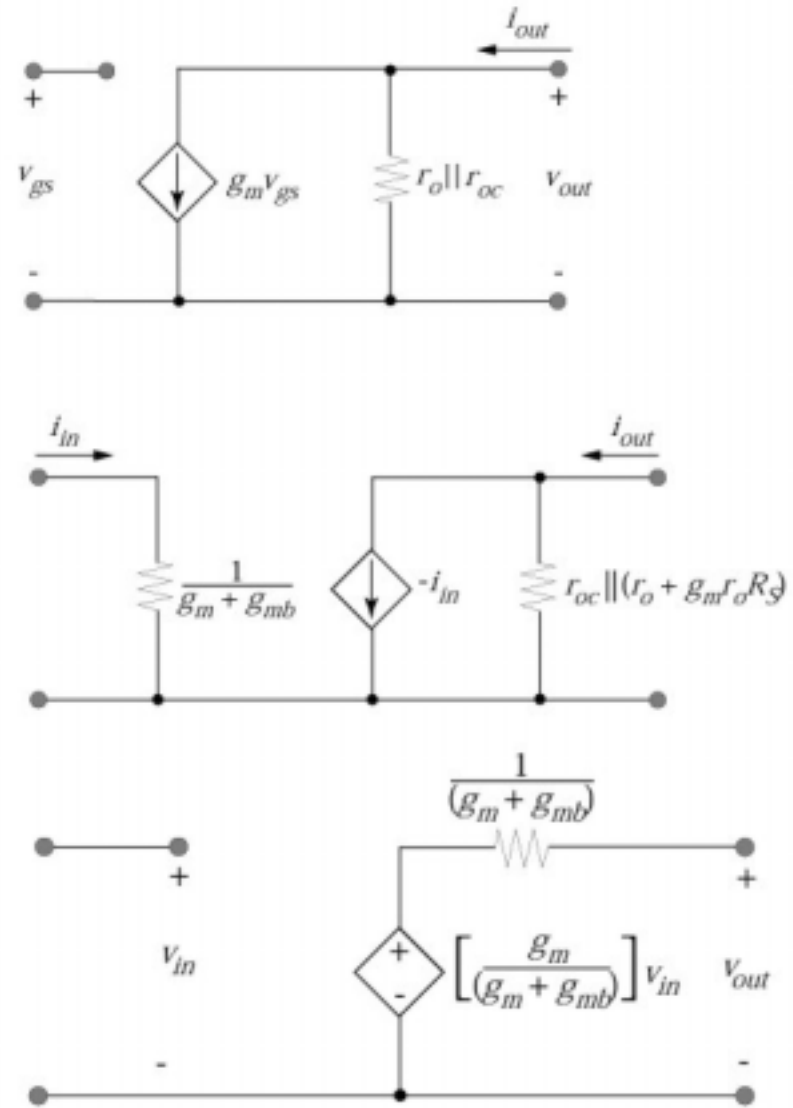 i_out
+ +
v_gs g_m v_gs r_o||r_oc v_out
- -
i_in i_out
1/(g_m + g_mb) -i_in r_oc||(r_o + g_m r_o R_S)
1/(g_m + g_mb)
+ +
v_in + - [g_m/(g_m + g_mb)] v_in v_out
- -